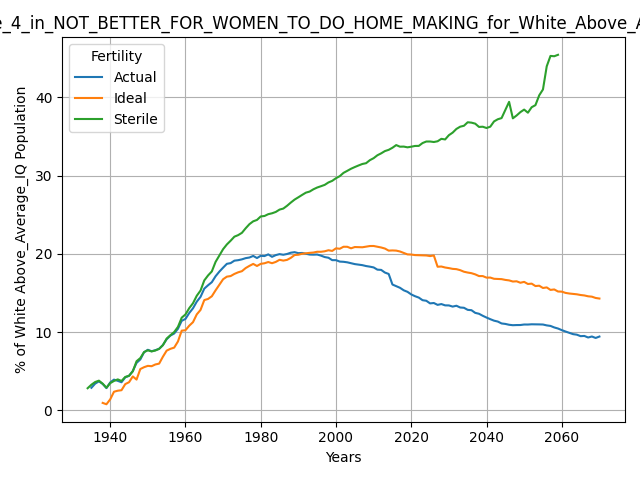 _4_in_NOT_BETTER_FOR_WOMEN_TO_DO_HOME_MAKING_for_White_Above_A
Fertility
Actual
Ideal
Sterile
% of White Above_Average_IQ Population
40
30
20
10
0
1940 1960 1980 2000 2020 2040 2060
Years